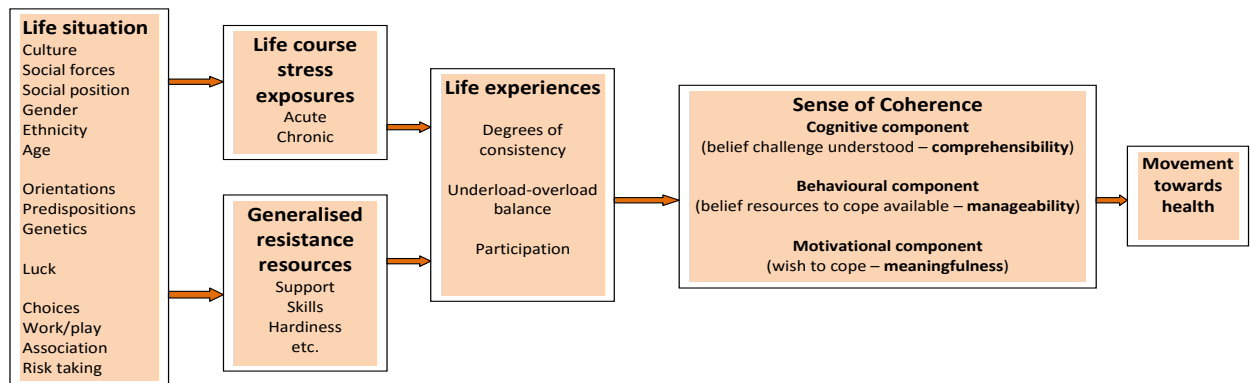 Life situation
Culture
Social forces
Social position
Gender
Ethnicity
Age
Orientations
Predispositions
Genetics
Luck
Choices
Work/play
Association
Risk taking
Life course
stress
exposures
Acute
Chronic
Generalised
resistance
resources
Support
Skills
Hardiness
etc.
Life experiences
Degrees of
consistency
Underload-overload
balance
Participation
Sense of Coherence
Cognitive component
(belief challenge understood – comprehensibility)
Behavioural component
(belief resources to cope available – manageability)
Motivational component
(wish to cope – meaningfulness)
Movement
towards
health